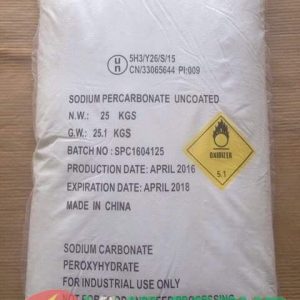 un 5H3/Y26/S/15
CN/33065644 PI:009
SODIUM PERCARBONATE UNCOATED
N.W.: 25 KGS
G.W.: 25.1 KGS
BATCH NO: SPC1604125
OXIDIZER
5.1
PRODUCTION DATE: APRIL 2016
EXPIRATION DATE: APRIL 2018
MADE IN CHINA
SODIUM CARBONATE
PEROXYHYDRATE
FOR INDUSTRIAL USE ONLY